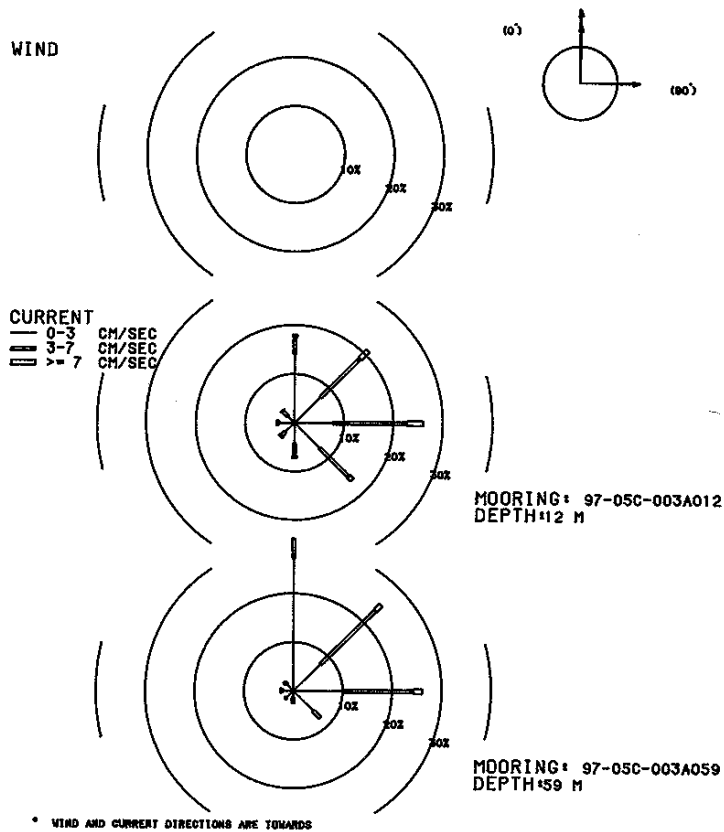 WIND
(0°)
(90°)
10%
20%
30%
CURRENT
0-3 CM/SEC
3-7 CM/SEC
>= 7 CM/SEC
10%
20%
30%
MOORING: 97-05C-003A012
DEPTH:12 M
10%
20%
30%
MOORING: 97-05C-003A059
DEPTH:59 M
* WIND AND CURRENT DIRECTIONS ARE TOWARDS